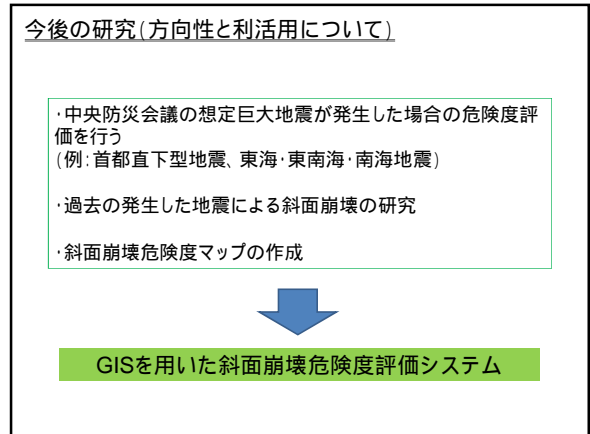 今後の研究(方向性と利活用について)
･中央防災会議の想定巨大地震が発生した場合の危険度評
価を行う
(例:首都直下型地震、東海･東南海･南海地震)
･過去の発生した地震による斜面崩壊の研究
･斜面崩壊危険度マップの作成
GISを用いた斜面崩壊危険度評価システム